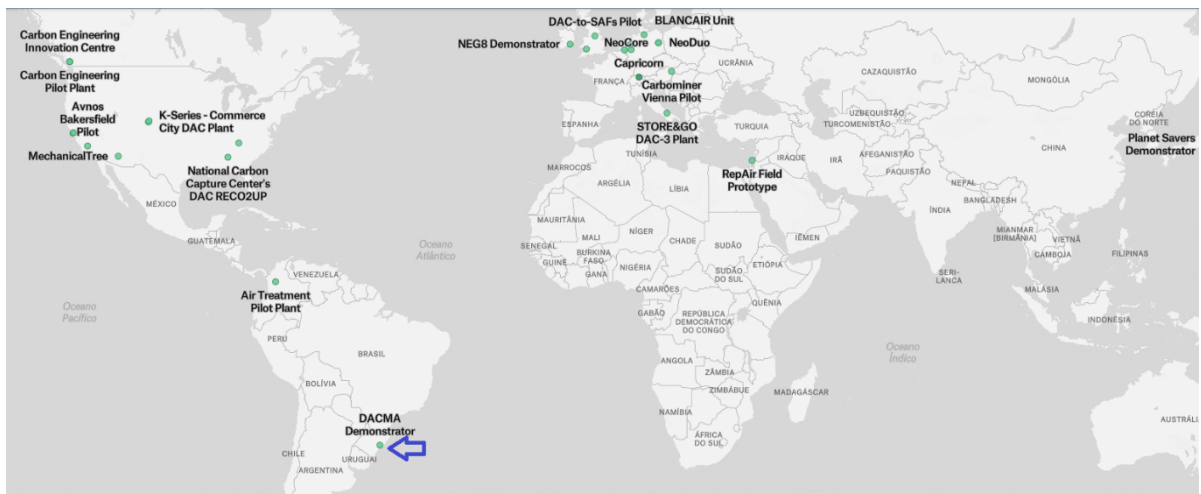 DAC-to-SAFs Pilot
BLANCAIR Unit
Carbon Engineering
Innovation Centre
NEG8 Demonstrator
NeoCore
NeoDuo
Capricorn
UCRÂNIA
Carbon Engineering
Pilot Plant
FRANÇA
Carbominer
Vienna Pilot
CAZAQUISTÃO
MONGÓLIA
Avnos
Bakersfield
Pilot
K-Series - Commerce
City DAC Plant
ESPANHA
STORE&GO
DAC-3 Plant
TURQUIA
UZBEQUISTÃO
TURCOMENISTÃO
COREIA
DO NORTE
Planet Savers
Demonstrator
MechanicalTree
TUNÍSIA
MARROCOS
IRAQUE
IRÃ
AFEGANISTÃO
PAQUISTÃO
CHINA
National Carbon
Capture Center's
DAC RECO2UP
RepAir Field
Prototype
ARGÉLIA
LÍBIA
NEPAL
BANGLADESH
MÉXICO
ÍNDIA
MIANMAR
[BIRMÂNIA]
VIETNÃ
CAMBOJA
FILIPINAS
GUATEMALA
Oceano
Atlântico
MAURITÂNIA
MALI
NÍGER
CHADE
SUDÃO
IÊMEN
SENEGAL
GUINÉ
BURKINA
FASO
GANA
NIGÉRIA
SUDÃO
DO SUL
ETIÓPIA
SERI-
LANCA
VENEZUELA
Air Treatment
Pilot Plant
CAMARÕES
GABÃO
REPÚBLICA
DEMOCRÁTICA
DO CONGO
QUÊNIA
MALÁSIA
INDONÉSIA
Oceano
Pacífico
PERU
BRASIL
Oceano
Índico
BOLÍVIA
ANGOLA
ZÂMBIA
ZIMBÁBUE
MADAGÁSCAR
NAMÍBIA
DACMA
Demonstrator
ÁFRICA
DO SUL
AUSTRÁLI
CHILE
URUGUAI
ARGENTINA